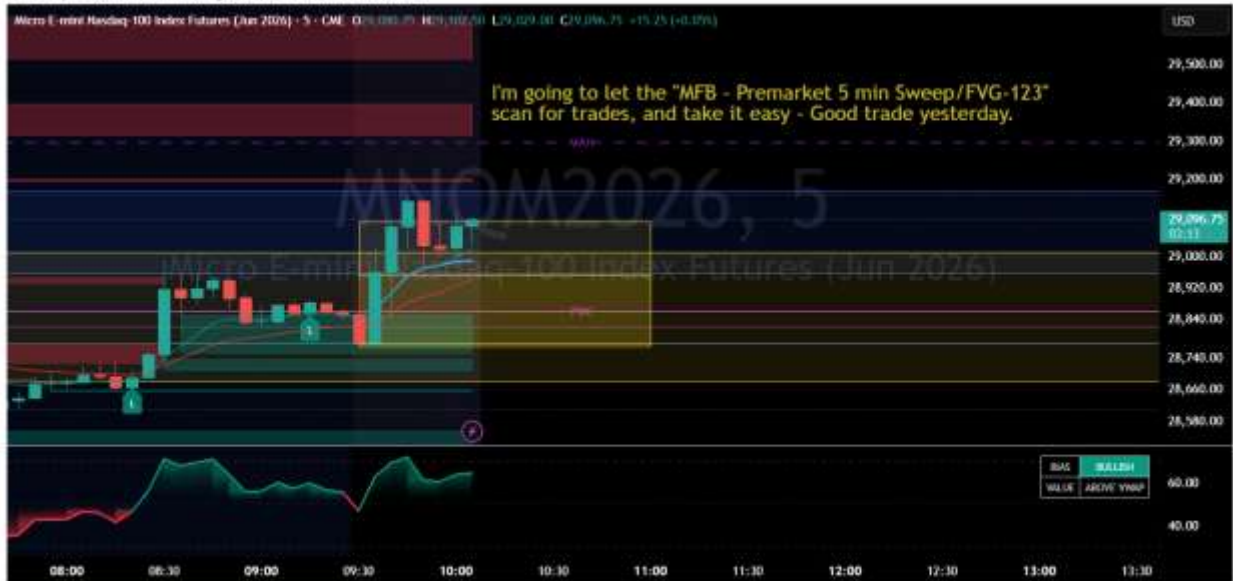 Micro E-mini Nasdaq-100 Index Futures (Jun 2026) · 5 · CME L29,029.00 C29,096.75 +15.25 (+0.05%)
USD
I'm going to let the "MFB - Premarket 5 min Sweep/FVG-123"
scan for trades, and take it easy - Good trade yesterday.
MNQM2026, 5
Micro E-mini Nasdaq-100 Index Futures (Jun 2026)
29,500.00
29,400.00
29,300.00
29,200.00
29,096.75
29,000.00
28,920.00
28,840.00
28,740.00
28,660.00
28,580.00
BIAS BULLISH
VALUE ABOVE VWAP
60.00
40.00
08:00 08:30 09:00 09:30 10:00 10:30 11:00 11:30 12:00 12:30 13:00 13:30